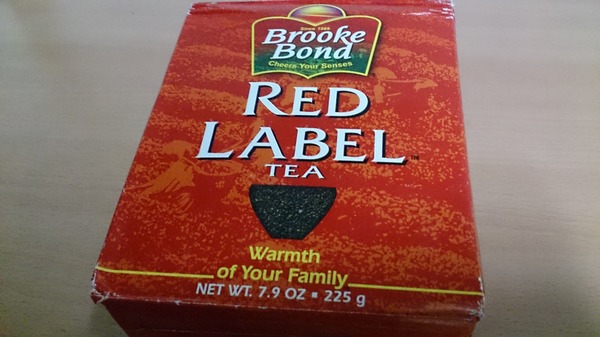 Since 1869
Brooke
Bond
Cheers Your Senses
RED
LABEL™
TEA
Warmth
of Your Family
NET WT. 7.9 OZ ▪ 225 g